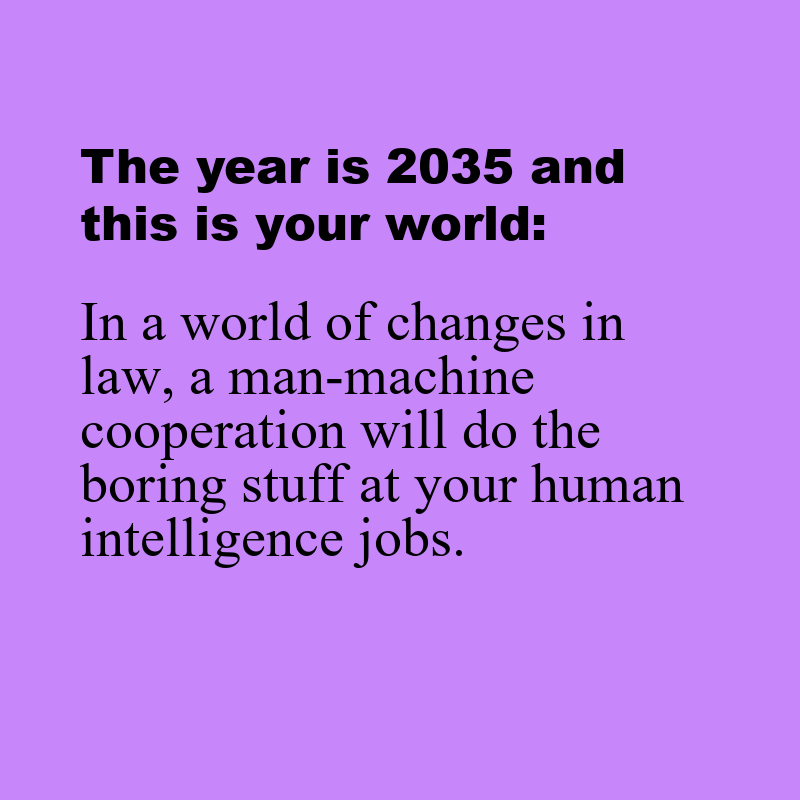 The year is 2035 and
this is your world:
In a world of changes in
law, a man-machine
cooperation will do the
boring stuff at your human
intelligence jobs.